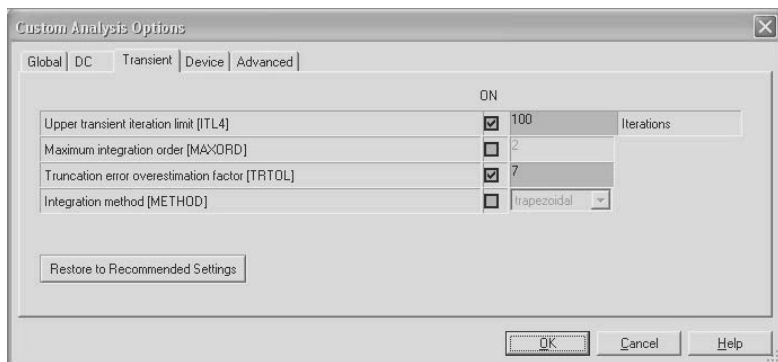 Custom Analysis Options
Global DC Transient Device Advanced
ON
Upper transient iteration limit [ITL4] 100 Iterations
Maximum integration order [MAXORD] 2
Truncation error overestimation factor [TRTOL] 7
Integration method [METHOD] trapezoidal
Restore to Recommended Settings
OK Cancel Help